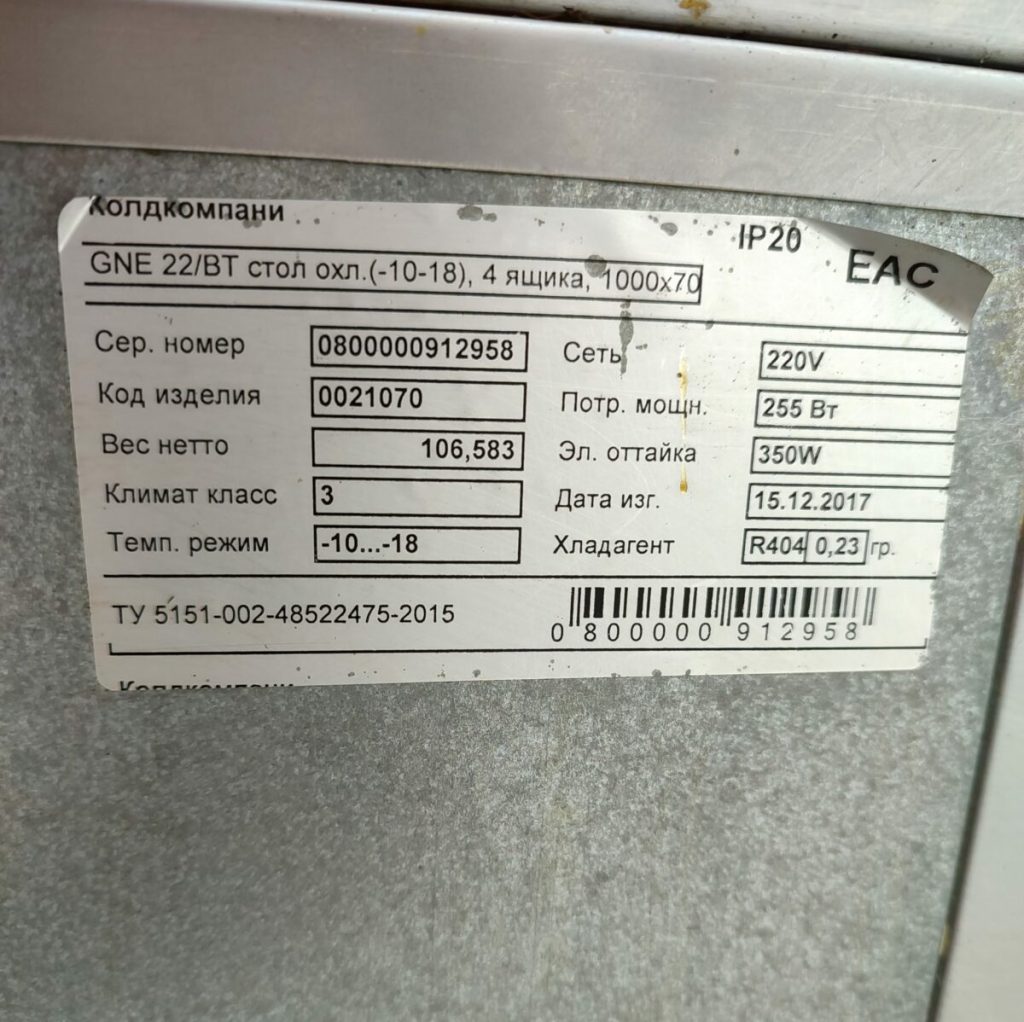 Колдкомпани
IP20
EAC
GNE 22/BT стол охл.(-10-18), 4 ящика, 1000x70
Сер. номер 0800000912958 Сеть 220V
Код изделия 0021070 Потр. мощн. 255 Вт
Вес нетто 106,583 Эл. оттайка 350W
Климат класс 3 Дата изг. 15.12.2017
Темп. режим -10...-18 Хладагент R404 0,23 гр.
ТУ 5151-002-48522475-2015
0 800000 912958
Колдкомпани